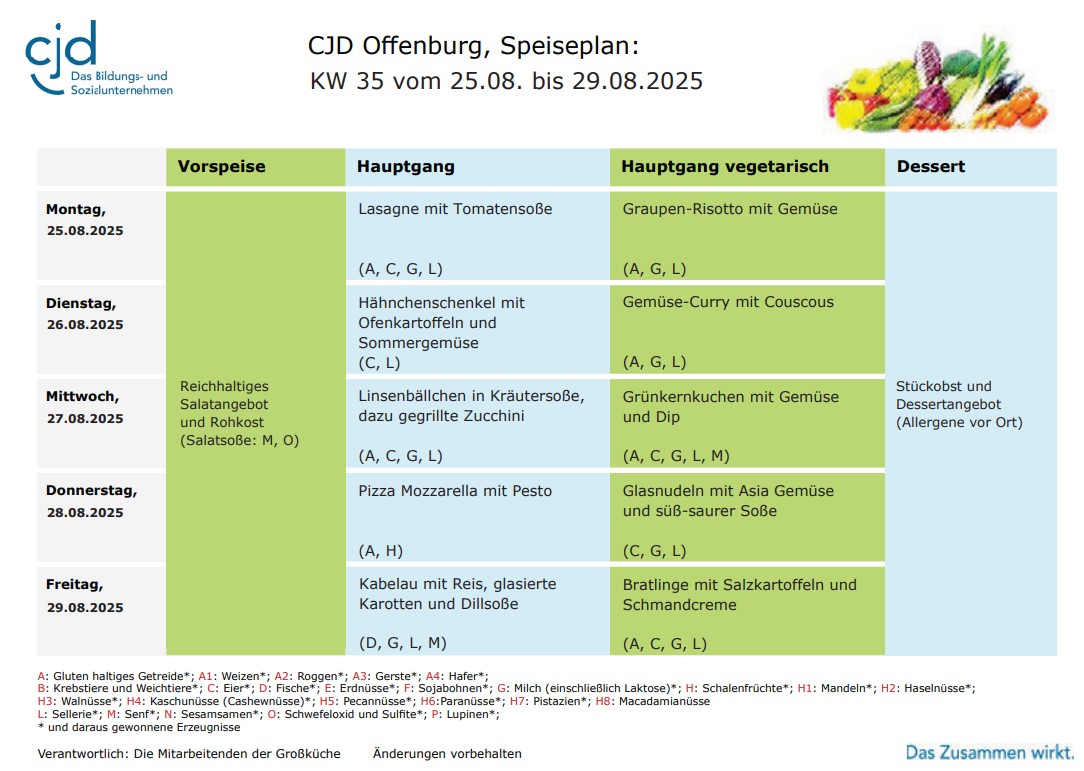 cjd
Das Bildungs- und
Sozialunternehmen
CJD Offenburg, Speiseplan:
KW 35 vom 25.08. bis 29.08.2025
Vorspeise
Hauptgang
Hauptgang vegetarisch
Dessert
Montag,
25.08.2025
Lasagne mit Tomatensoße
(A, C, G, L)
Graupen-Risotto mit Gemüse
(A, G, L)
Dienstag,
26.08.2025
Hähnchenschenkel mit
Ofenkartoffeln und
Sommergemüse
(C, L)
Gemüse-Curry mit Couscous
(A, G, L)
Reichhaltiges
Salatangebot
und Rohkost
(Salatsoße: M, O)
Mittwoch,
27.08.2025
Linsenbällchen in Kräutersoße,
dazu gegrillte Zucchini
(A, C, G, L)
Grünkernkuchen mit Gemüse
und Dip
(A, C, G, L, M)
Stückobst und
Dessertangebot
(Allergene vor Ort)
Donnerstag,
28.08.2025
Pizza Mozzarella mit Pesto
(A, H)
Glasnudeln mit Asia Gemüse
und süß-saurer Soße
(C, G, L)
Freitag,
29.08.2025
Kabelau mit Reis, glasierte
Karotten und Dillsoße
(D, G, L, M)
Bratlinge mit Salzkartoffeln und
Schmandcreme
(A, C, G, L)
A: Gluten haltiges Getreide*; A1: Weizen*; A2: Roggen*; A3: Gerste*; A4: Hafer*;
B: Krebstiere und Weichtiere*; C: Eier*; D: Fische*; E: Erdnüsse*; F: Sojabohnen*; G: Milch (einschließlich Laktose)*; H: Schalenfrüchte*; H1: Mandeln*; H2: Haselnüsse*;
H3: Walnüsse*; H4: Kaschunüsse (Cashewnüsse)*; H5: Pecannüsse*; H6:Paranüsse*; H7: Pistazien*; H8: Macadamianüsse
L: Sellerie*; M: Senf*; N: Sesamsamen*; O: Schwefeloxid und Sulfite*; P: Lupinen*;
* und daraus gewonnene Erzeugnisse
Verantwortlich: Die Mitarbeitenden der Großküche
Änderungen vorbehalten
Das Zusammen wirkt.